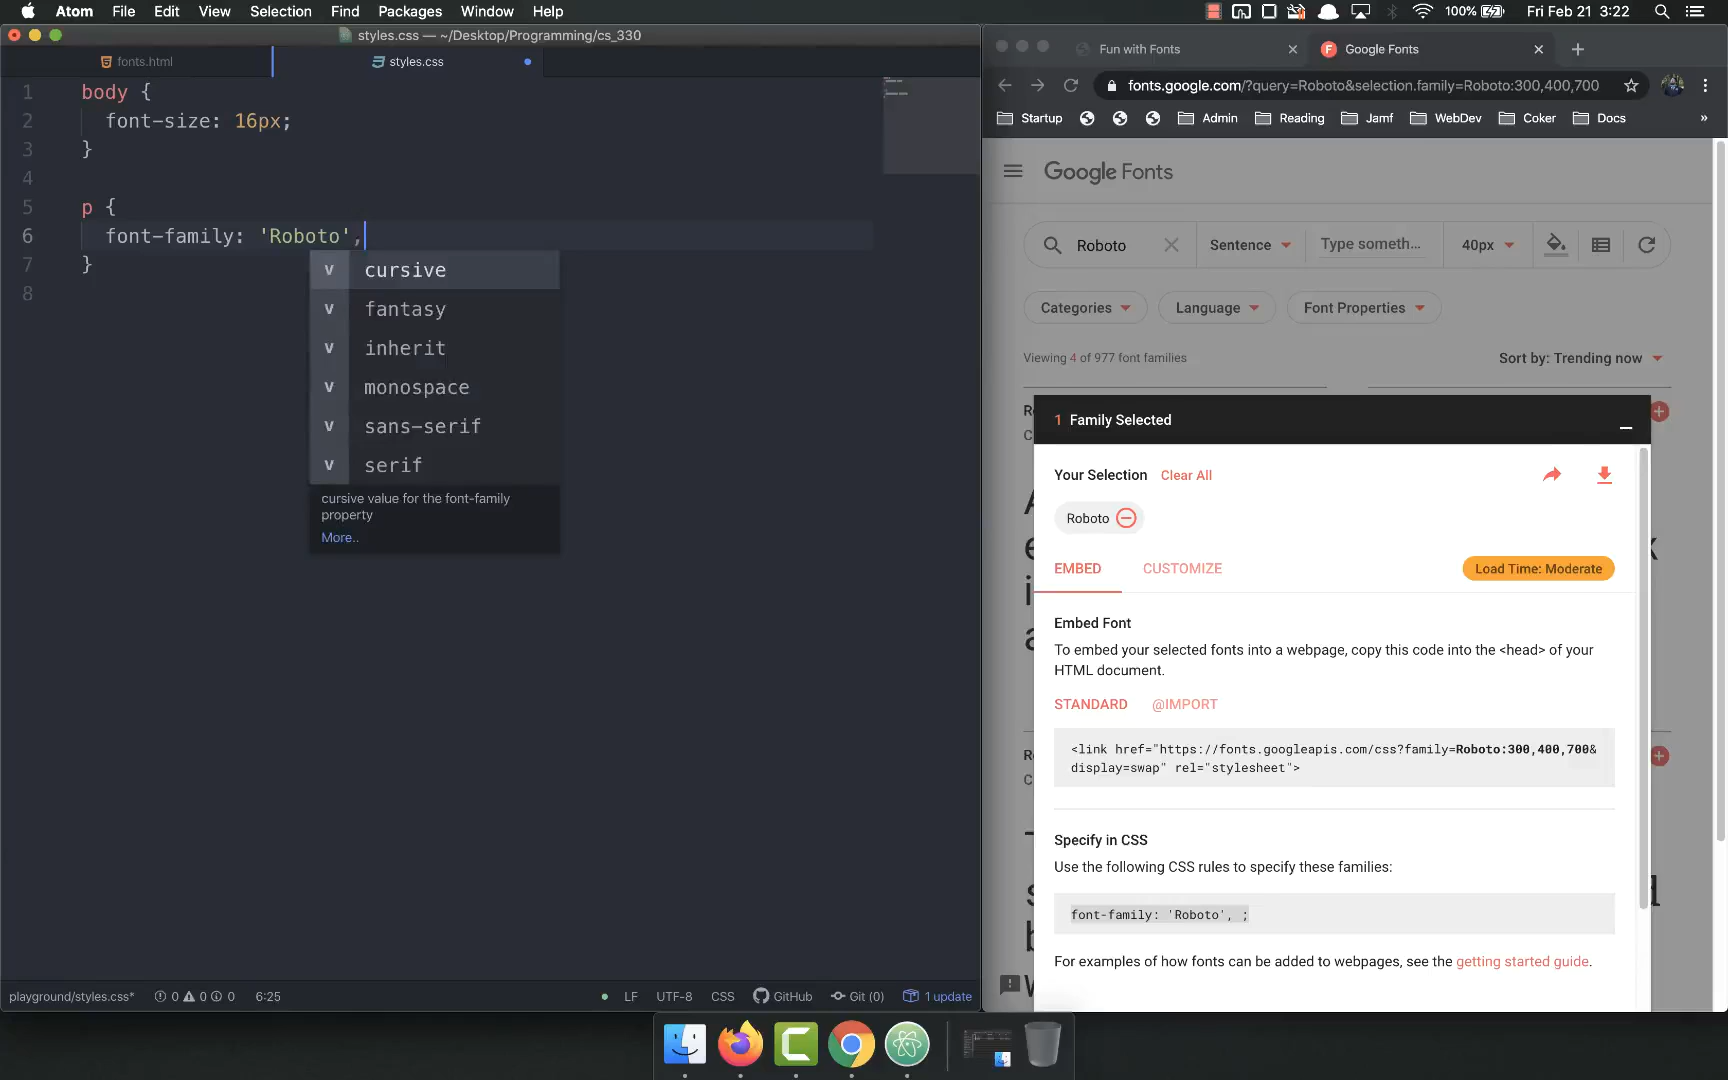 Atom File Edit View Selection Find Packages Window Help 100% Fri Feb 21 3:22
styles.css — ~/Desktop/Programming/cs_330
fonts.html styles.css
1 body {
2 font-size: 16px;
3 }
4
5 p {
6 font-family: 'Roboto',
7 }
8
v cursive
v fantasy
v inherit
v monospace
v sans-serif
v serif
cursive value for the font-family
property
More..
playground/styles.css* 0 0 0 6:25 LF UTF-8 CSS GitHub Git (0) 1 update
Fun with Fonts Google Fonts
fonts.google.com/?query=Roboto&selection.family=Roboto:300,400,700
Startup Admin Reading Jamf WebDev Coker Docs »
Google Fonts
Roboto Sentence Type someth... 40px
Categories Language Font Properties
Viewing 4 of 977 font families Sort by: Trending now
1 Family Selected
Your Selection Clear All
Roboto
EMBED CUSTOMIZE Load Time: Moderate
Embed Font
To embed your selected fonts into a webpage, copy this code into the <head> of your
HTML document.
STANDARD @IMPORT
<link href="https://fonts.googleapis.com/css?family=Roboto:300,400,700&
display=swap" rel="stylesheet">
Specify in CSS
Use the following CSS rules to specify these families:
font-family: 'Roboto', ;
For examples of how fonts can be added to webpages, see the getting started guide.